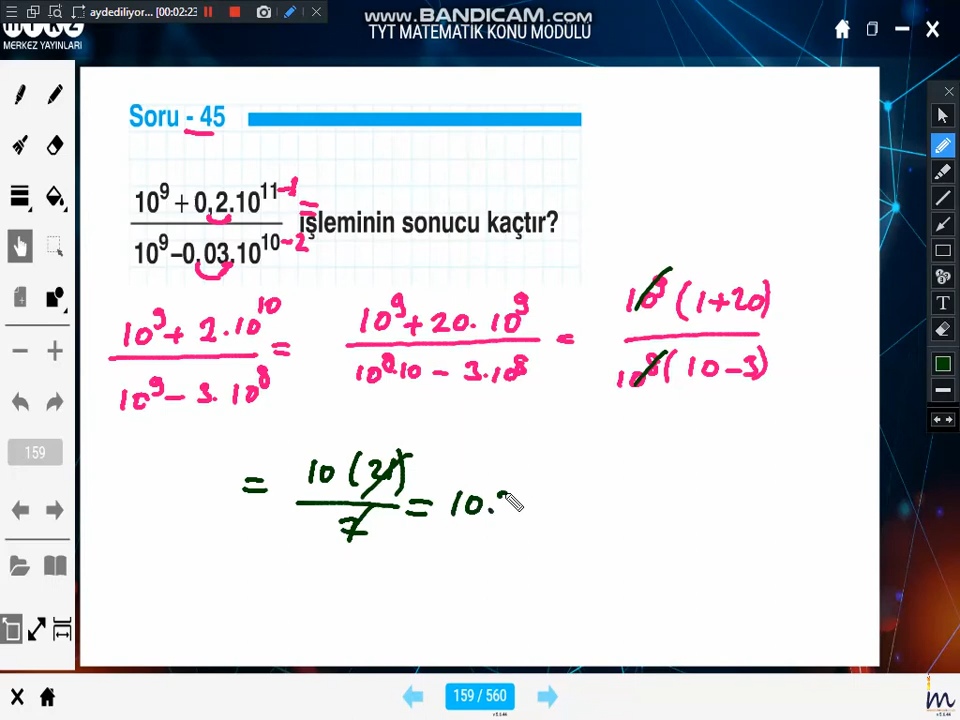 aydediliyor... [00:02:23]
www.BANDICAM.com
MERKEZ YAYINLARI
TYT MATEMATİK KONU MODULU
Soru - 45
10⁹ + 0,2.10¹¹ -1 =
10⁹ –0,03.10¹⁰ -2
işleminin sonucu kaçtır?
10⁹ + 2.10¹⁰ / 10⁹ - 3.10⁸ = 10⁹ + 20.10⁹ / 10⁸.10 - 3.10⁸ = 10⁹ (1+20) / 10⁸ (10-3)
= 10 (21) / 7 = 10.
159
159 / 560
T